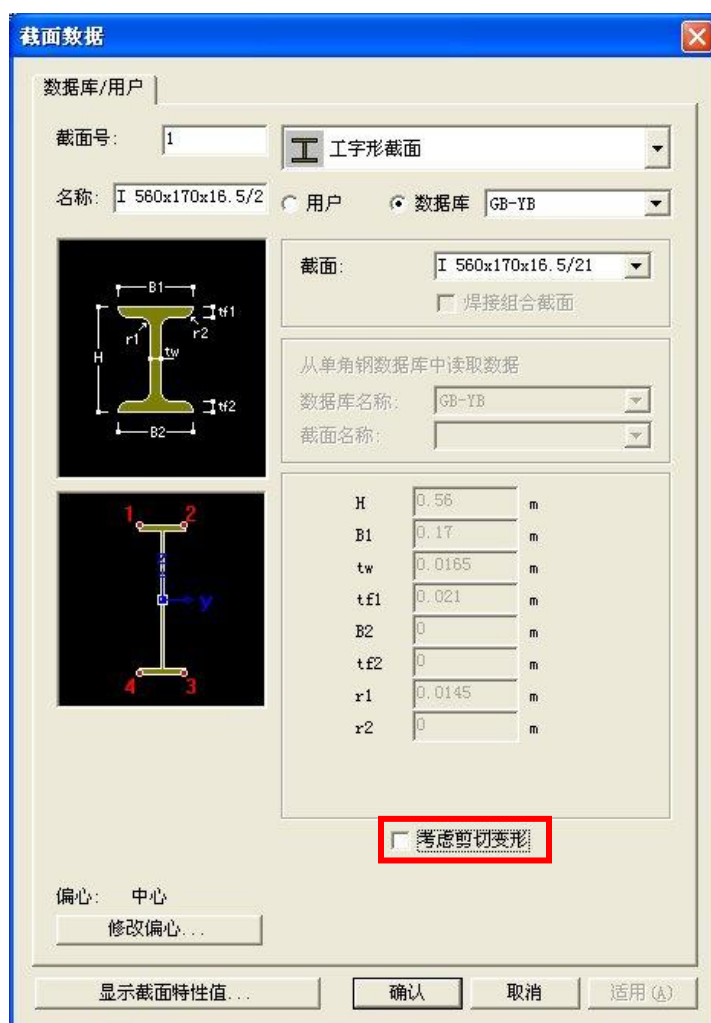 截面数据
数据库/用户
截面号: 1 工字形截面
名称: I 560x170x16.5/2 用户 数据库 GB-YB
截面: I 560x170x16.5/21
焊接组合截面
B1
tf1
r1 r2
H tw
tf2
B2
从单角钢数据库中读取数据
数据库名称: GB-YB
截面名称:
1 2
z
y
4 3
H 0.56 m
B1 0.17 m
tw 0.0165 m
tf1 0.021 m
B2 0 m
tf2 0 m
r1 0.0145 m
r2 0 m
考虑剪切变形
偏心: 中心
修改偏心...
显示截面特性值... 确认 取消 适用(A)